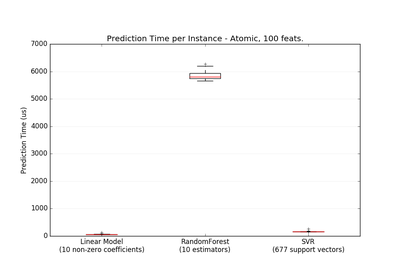 Prediction Time per Instance - Atomic, 100 feats.
7000
6000
5000
4000
3000
2000
1000
0
Prediction Time (us)
Linear Model
(10 non-zero coefficients)
RandomForest
(10 estimators)
SVR
(677 support vectors)